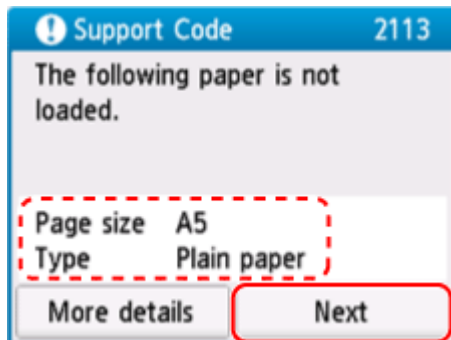 Support Code 2113
The following paper is not
loaded.
Page size A5
Type Plain paper
More details Next